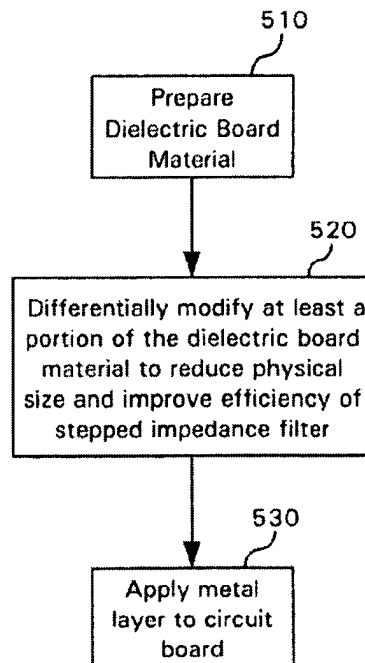 510
Prepare
Dielectric Board
Material
520
Differentially modify at least a
portion of the dielectric board
material to reduce physical
size and improve efficiency of
stepped impedance filter
530
Apply metal
layer to circuit
board